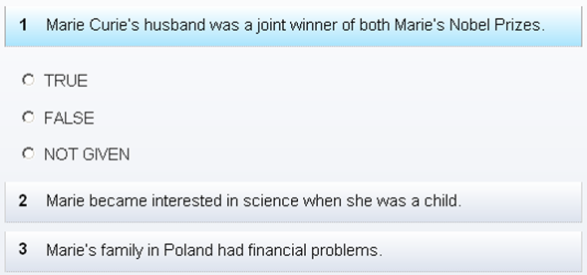 1 Marie Curie's husband was a joint winner of both Marie's Nobel Prizes.
TRUE
FALSE
NOT GIVEN
2 Marie became interested in science when she was a child.
3 Marie's family in Poland had financial problems.